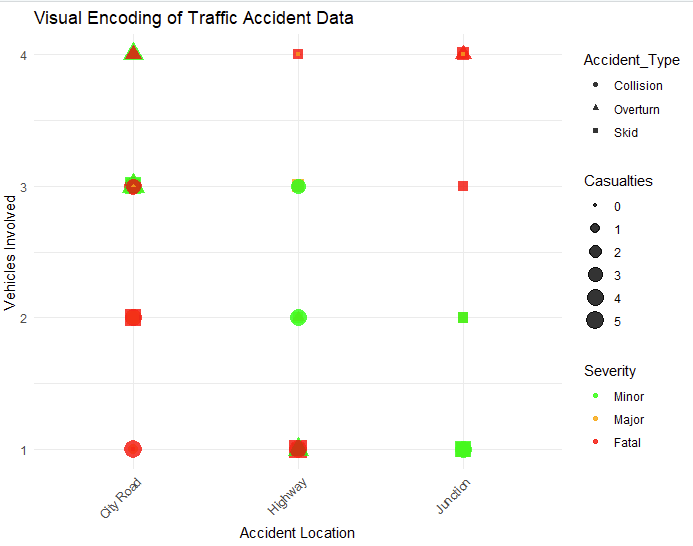 Visual Encoding of Traffic Accident Data
4
3
2
1
Vehicles Involved
City Road
Highway
Junction
Accident Location
Accident_Type
Collision
Overturn
Skid
Casualties
0
1
2
3
4
5
Severity
Minor
Major
Fatal